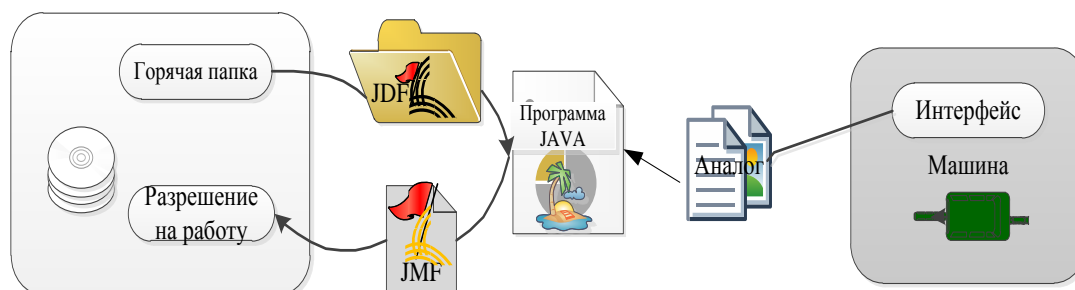 Горячая папка
JDF
Программа
JAVA
Аналог
Интерфейс
Машина
Разрешение
на работу
JMF